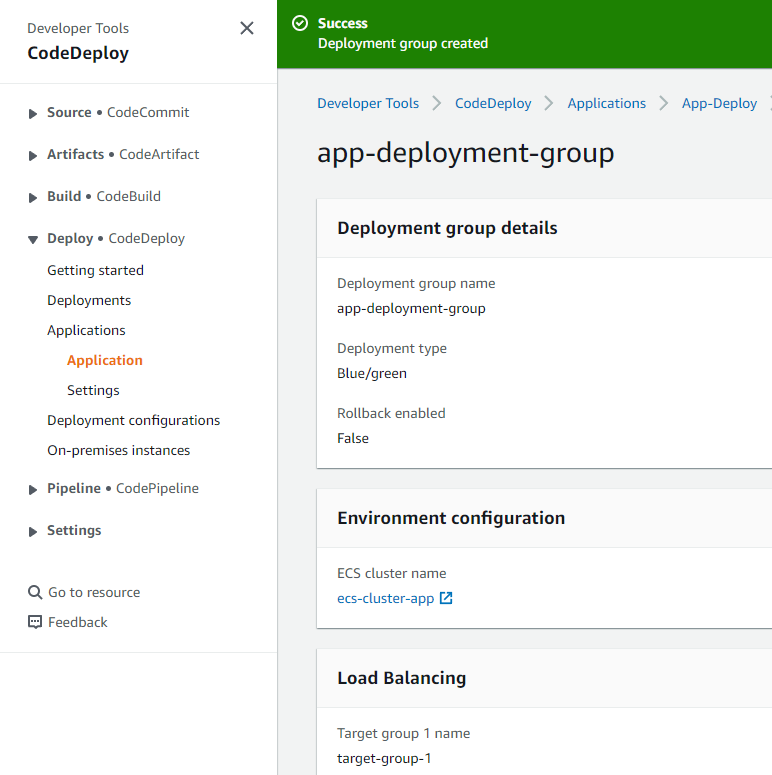 Developer Tools
CodeDeploy
Source • CodeCommit
Artifacts • CodeArtifact
Build • CodeBuild
Deploy • CodeDeploy
Getting started
Deployments
Applications
Application
Settings
Deployment configurations
On-premises instances
Pipeline • CodePipeline
Settings
Go to resource
Feedback
Success
Deployment group created
Developer Tools > CodeDeploy > Applications > App-Deploy
app-deployment-group
Deployment group details
Deployment group name
app-deployment-group
Deployment type
Blue/green
Rollback enabled
False
Environment configuration
ECS cluster name
ecs-cluster-app
Load Balancing
Target group 1 name
target-group-1